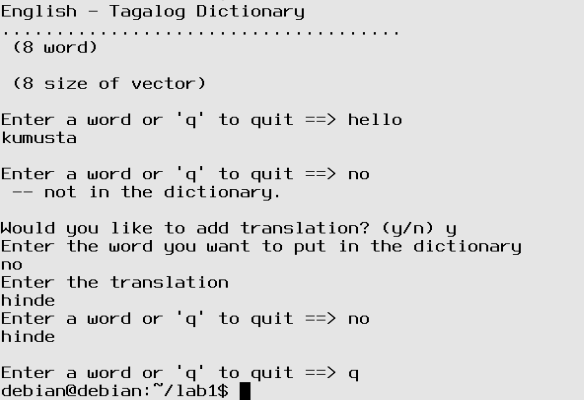 English - Tagalog Dictionary
.....................................
(8 word)
(8 size of vector)
Enter a word or 'q' to quit ==> hello
kumusta
Enter a word or 'q' to quit ==> no
-- not in the dictionary.
Would you like to add translation? (y/n) y
Enter the word you want to put in the dictionary
no
Enter the translation
hinde
Enter a word or 'q' to quit ==> no
hinde
Enter a word or 'q' to quit ==> q
debian@debian:~/lab1$